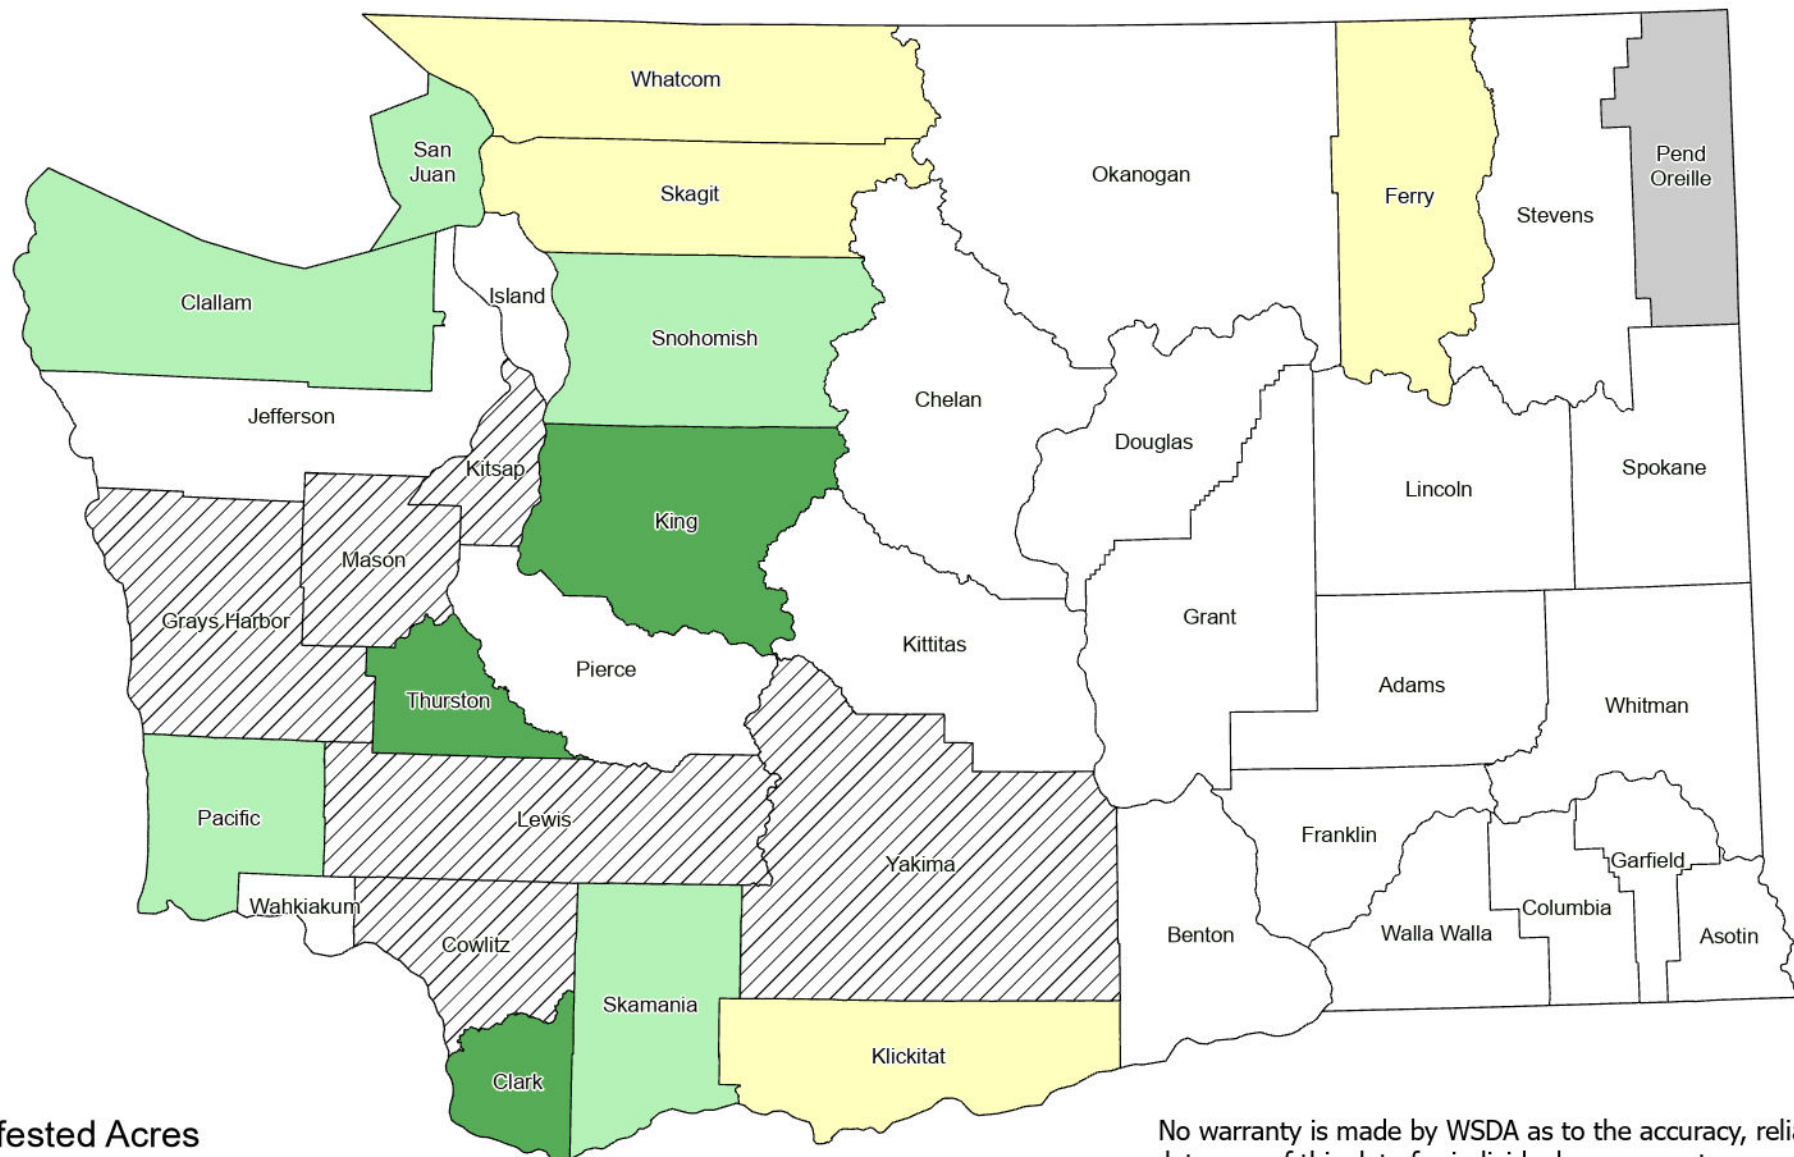 Whatcom
San
Juan
Skagit
Okanogan
Ferry
Stevens
Pend
Oreille
Clallam
Island
Snohomish
Jefferson
Chelan
Douglas
Kitsap
Lincoln
Spokane
King
Mason
Grays Harbor
Grant
Kittitas
Pierce
Thurston
Adams
Whitman
Pacific
Lewis
Yakima
Franklin
Garfield
Wahkiakum
Columbia
Cowlitz
Benton
Walla Walla
Asotin
Skamania
Klickitat
Clark
fested Acres
No warranty is made by WSDA as to the accuracy, relia